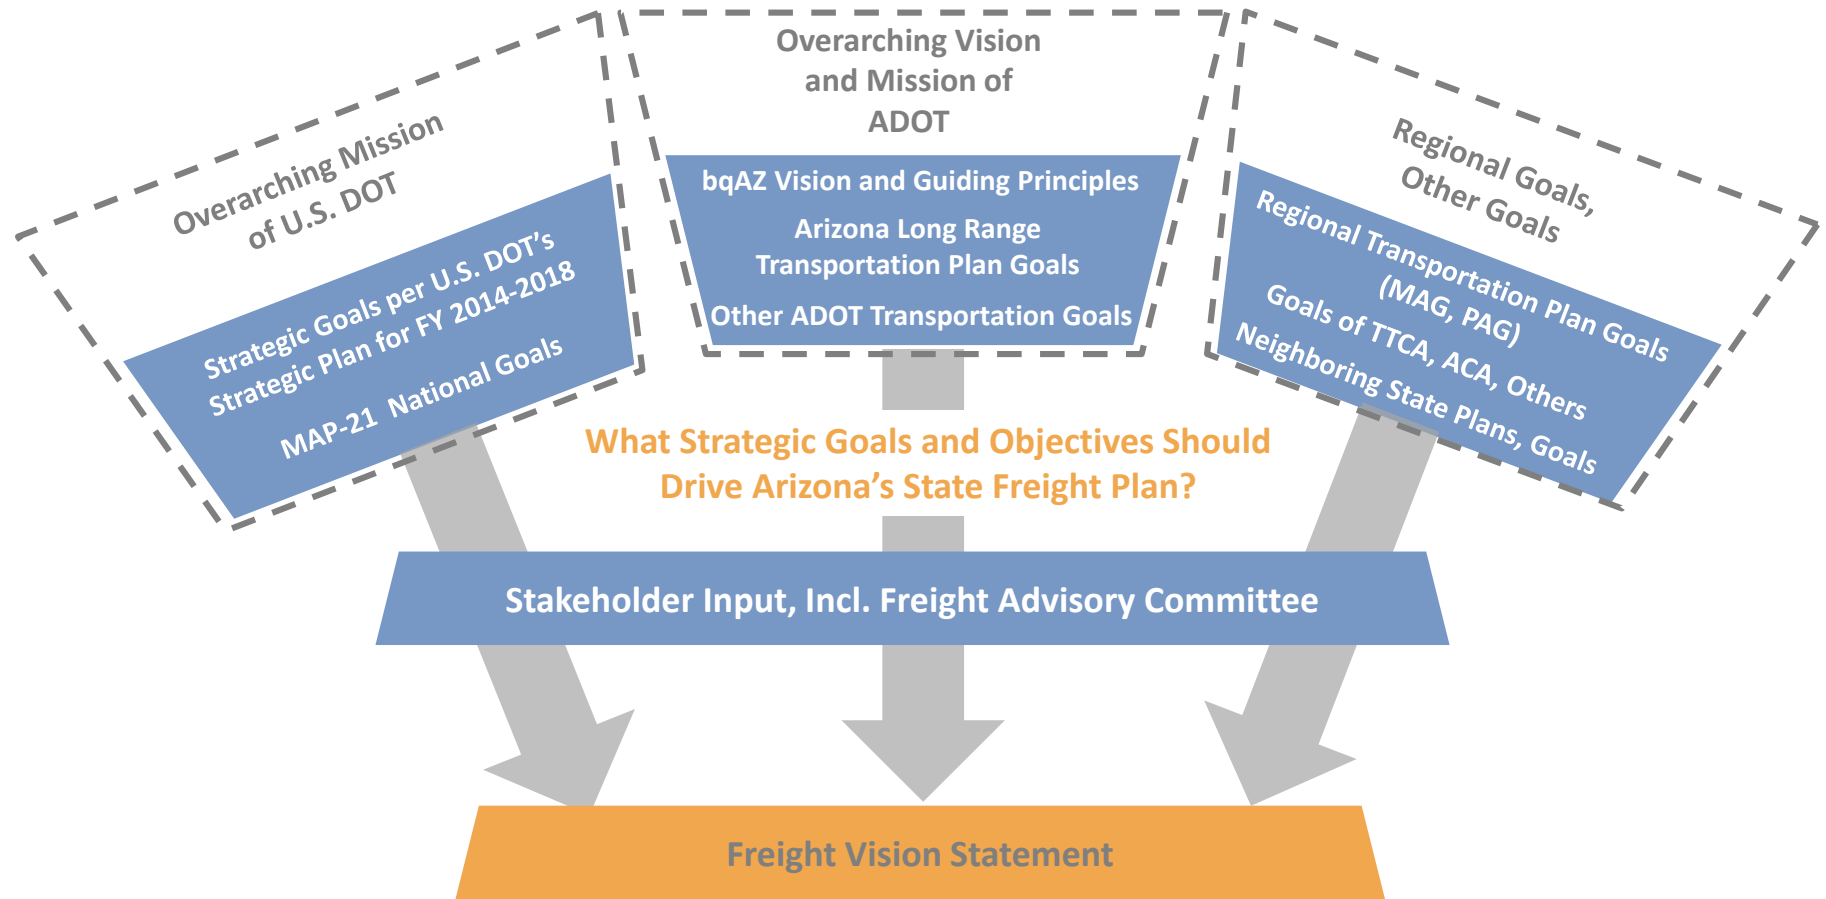 Overarching Mission
of U.S. DOT
Strategic Goals per U.S. DOT’s
Strategic Plan for FY 2014-2018
MAP-21 National Goals
Overarching Vision
and Mission of
ADOT
bqAZ Vision and Guiding Principles
Arizona Long Range
Transportation Plan Goals
Other ADOT Transportation Goals
Regional Goals,
Other Goals
Regional Transportation Plan Goals
(MAG, PAG)
Goals of TTCA, ACA, Others
Neighboring State Plans, Goals
What Strategic Goals and Objectives Should
Drive Arizona’s State Freight Plan?
Stakeholder Input, Incl. Freight Advisory Committee
Freight Vision Statement